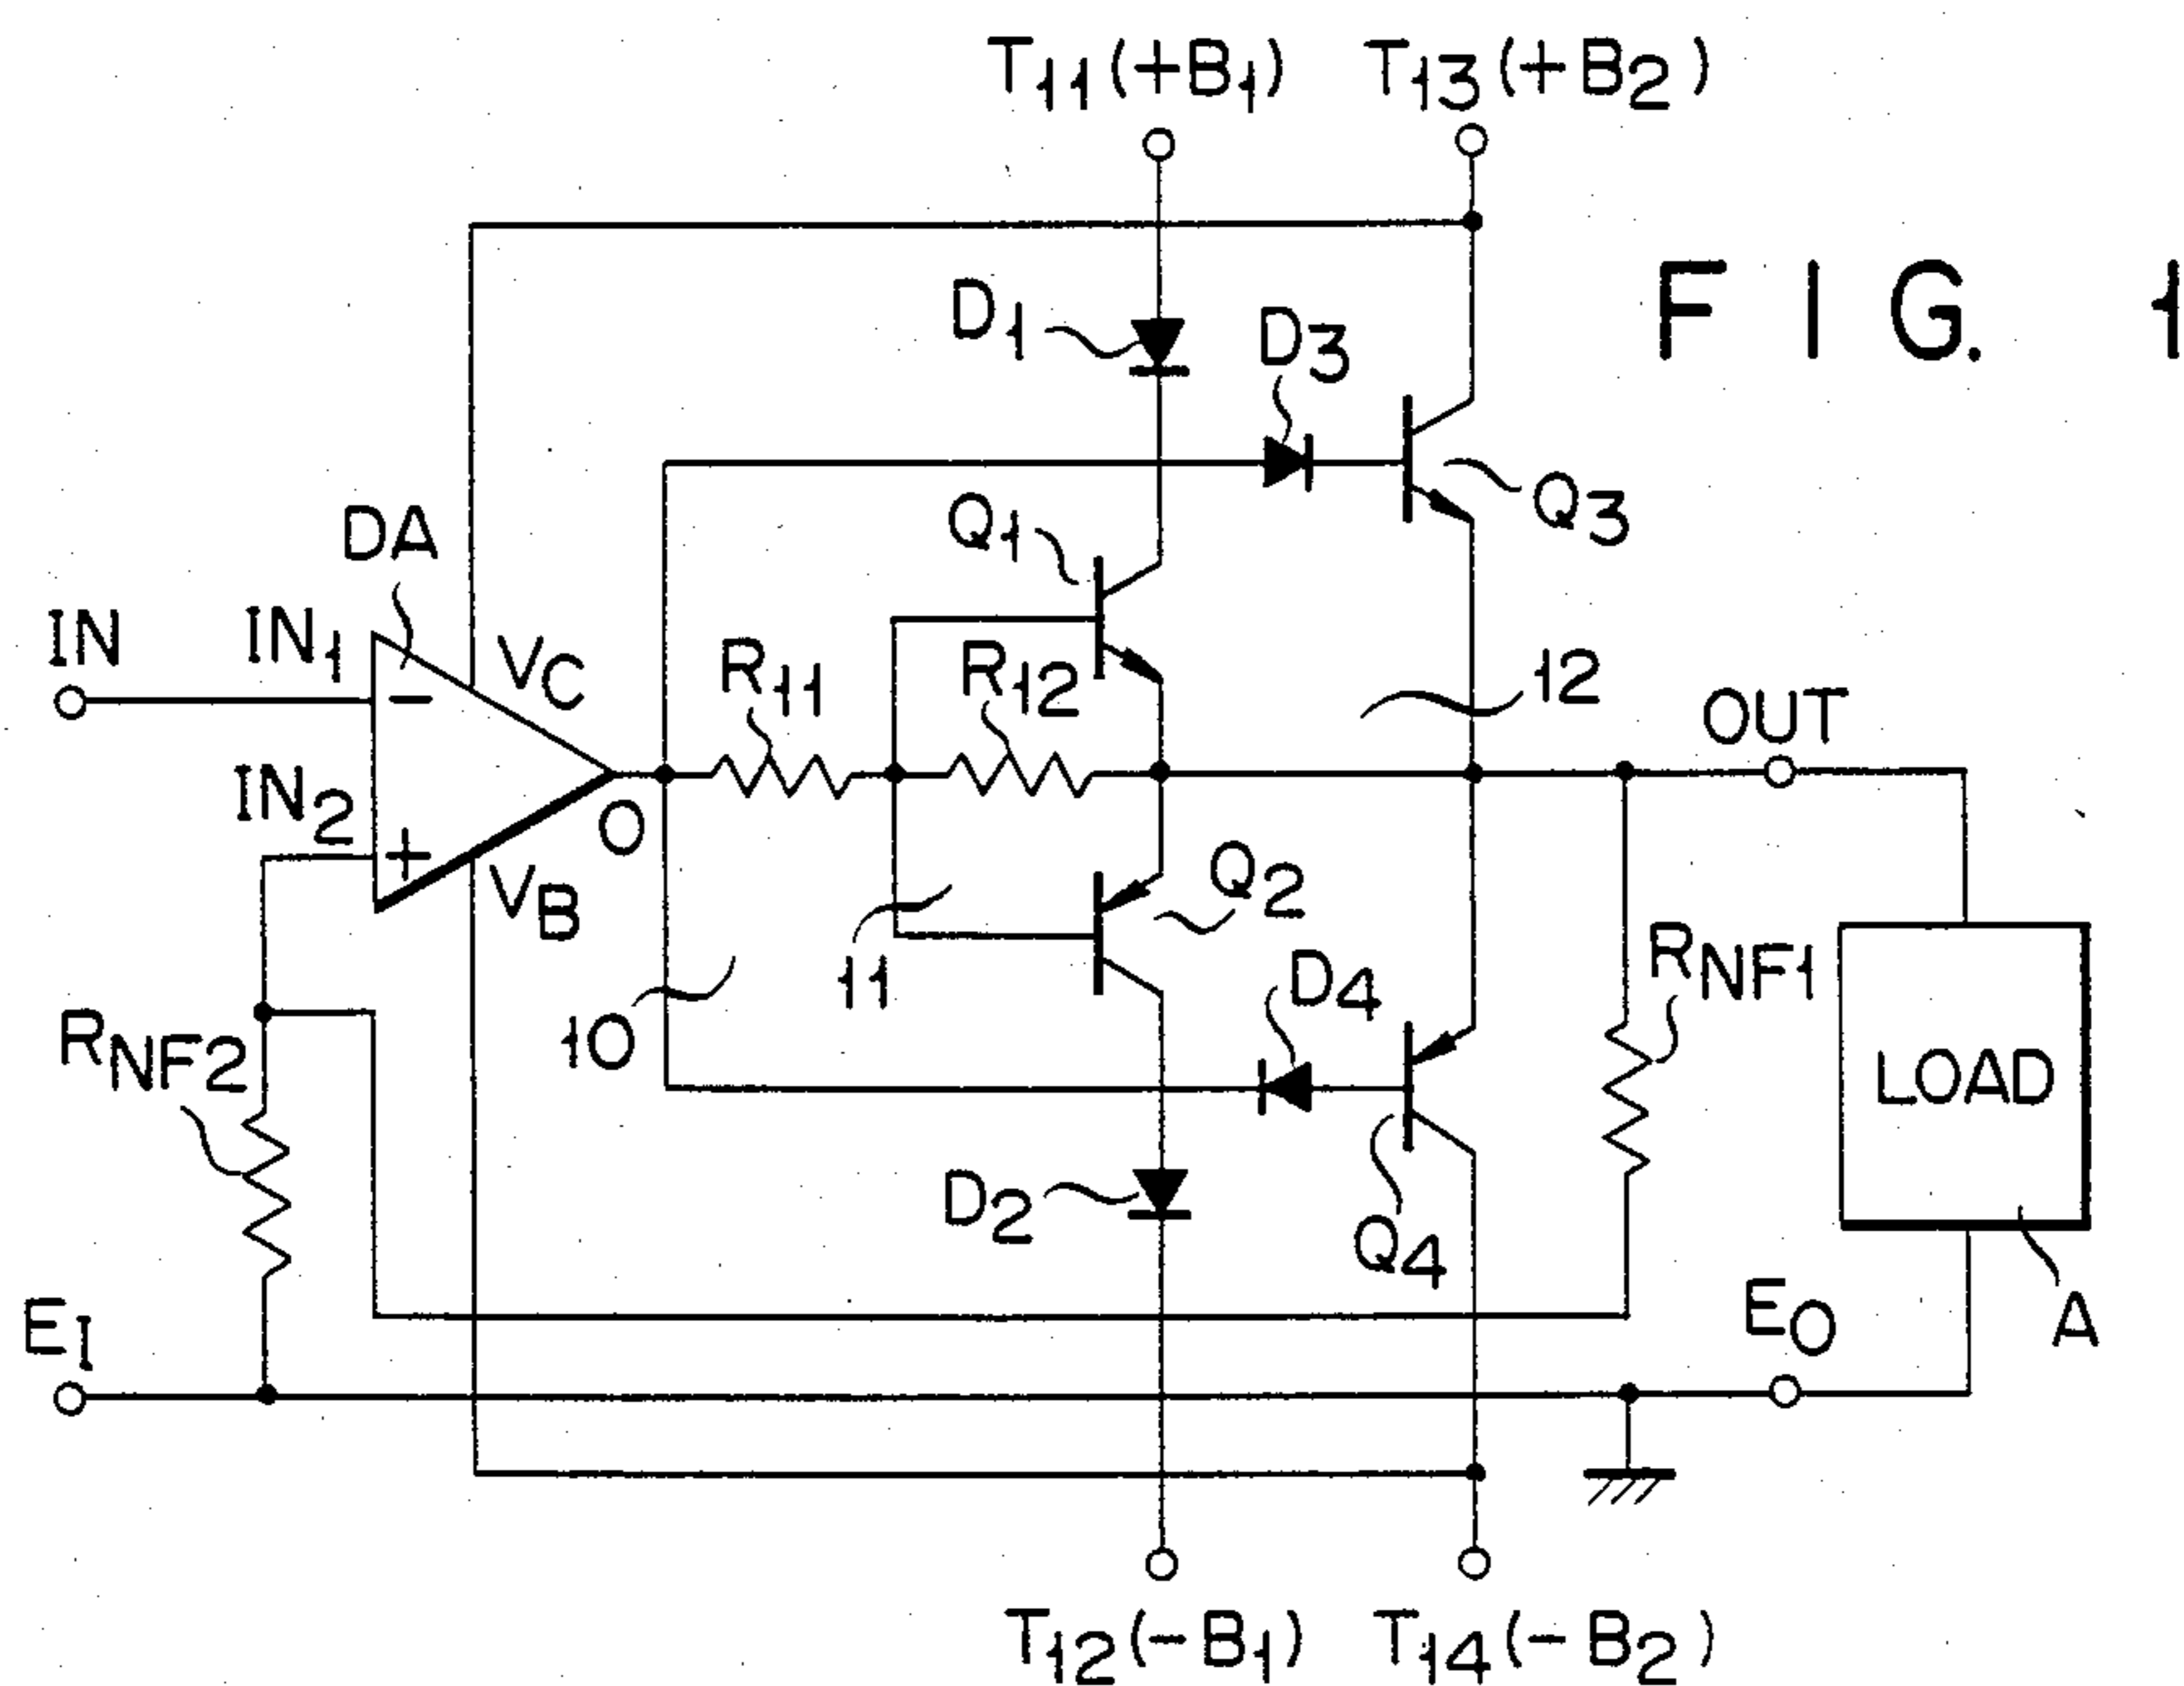 T11(+B1) T13(+B2)
FIG. 1
D1
D3
Q1
Q3
DA
IN
IN1
VC
R11
R12
12
OUT
IN2
O
VB
Q2
11
D4
RNF1
10
RNF2
LOAD
D2
Q4
EI
EO
A
T12(-B1) T14(-B2)
-
+